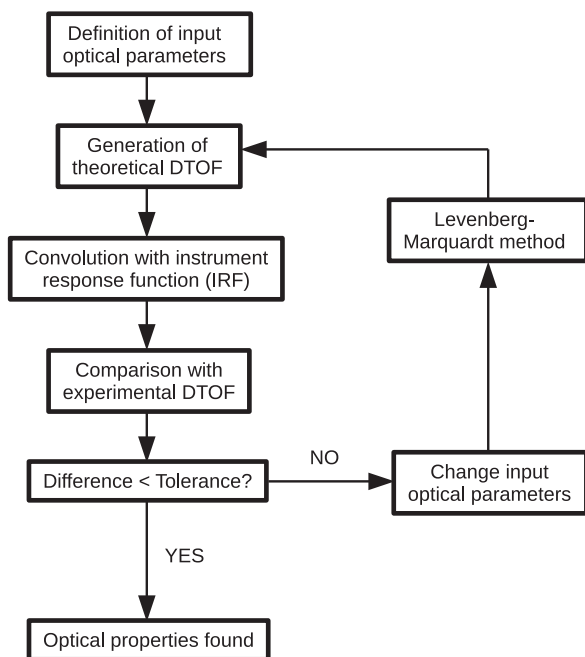 Definition of input
optical parameters
Generation of
theoretical DTOF
Levenberg-
Marquardt method
Convolution with instrument
response function (IRF)
Comparison with
experimental DTOF
Difference < Tolerance?
NO
Change input
optical parameters
YES
Optical properties found